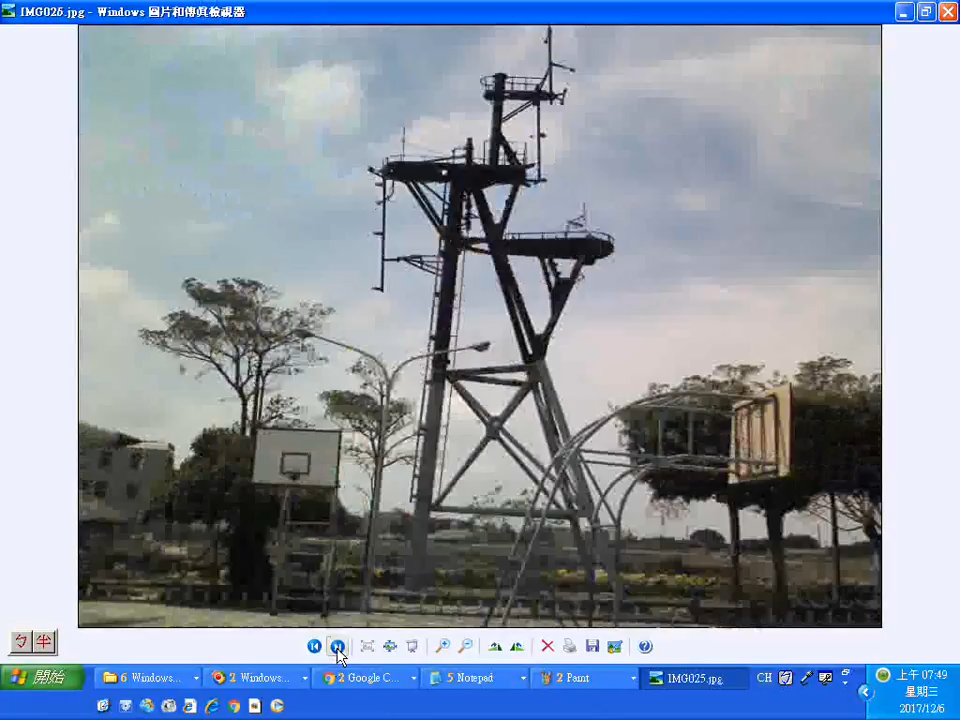 IMG025.jpg - Windows 圖片和傳真檢視器
ㄅ 半
開始
6 Windows...
2 Windows...
2 Google C...
5 Notepad
2 Paint
IMG025.jpg
CH
上午 07:49
星期三
2017/12/6